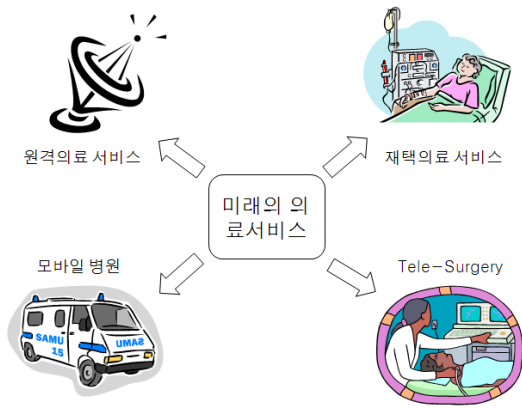 원격의료 서비스
재택의료 서비스
미래의 의
료서비스
모바일 병원
Tele-Surgery
SAMU
15
SAMU